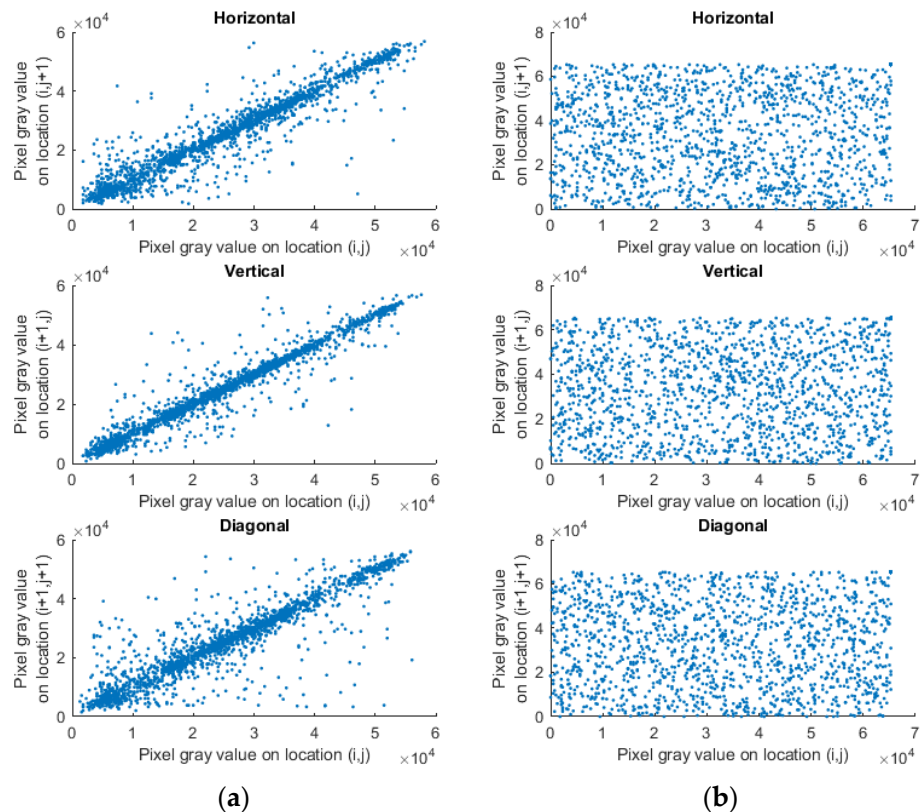 Horizontal
×10⁴
6
4
2
0
Pixel gray value
on location (i,j+1)
0 1 2 3 4 5 6
Pixel gray value on location (i,j)
×10⁴
Horizontal
×10⁴
8
6
4
2
0
Pixel gray value
on location (i,j+1)
0 1 2 3 4 5 6 7
Pixel gray value on location (i,j)
×10⁴
Vertical
×10⁴
6
4
2
0
Pixel gray value
on location (i+1,j)
0 1 2 3 4 5 6
Pixel gray value on location (i,j)
×10⁴
Vertical
×10⁴
8
6
4
2
0
Pixel gray value
on location (i+1,j)
0 1 2 3 4 5 6 7
Pixel gray value on location (i,j)
×10⁴
Diagonal
×10⁴
6
4
2
0
Pixel gray value
on location (i+1,j+1)
0 1 2 3 4 5 6
Pixel gray value on location (i,j)
×10⁴
Diagonal
×10⁴
8
6
4
2
0
Pixel gray value
on location (i+1,j+1)
0 1 2 3 4 5 6 7
Pixel gray value on location (i,j)
×10⁴
(a)
(b)